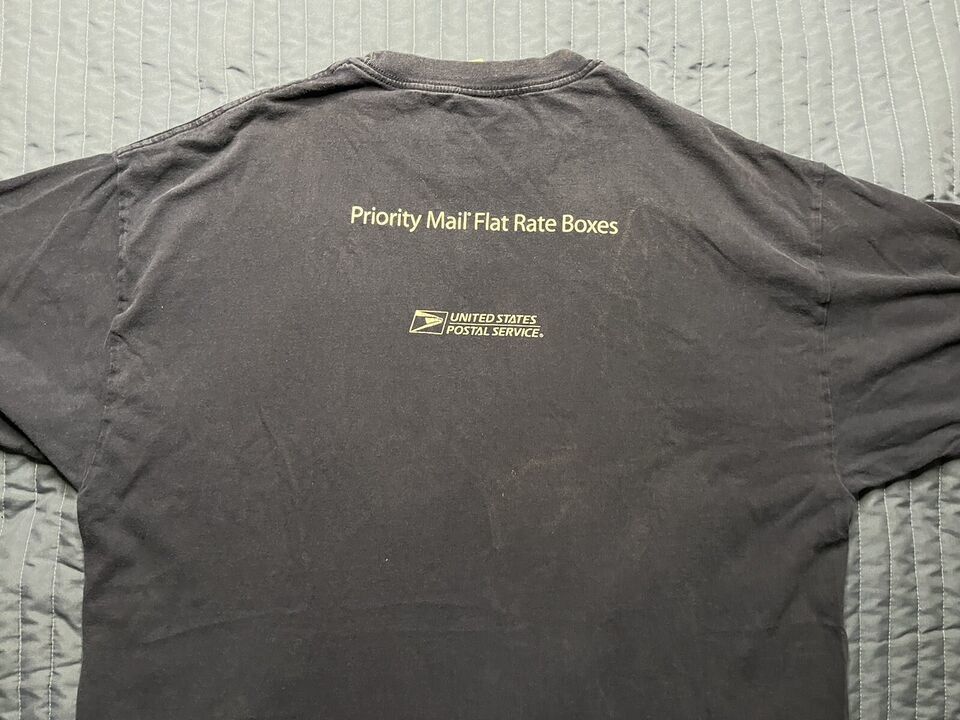 Priority Mail® Flat Rate Boxes
UNITED STATES
POSTAL SERVICE®